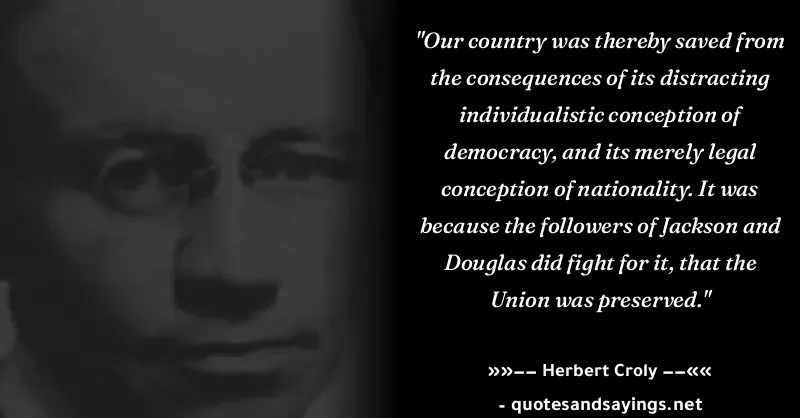 "Our country was thereby saved from
the consequences of its distracting
individualistic conception of
democracy, and its merely legal
conception of nationality. It was
because the followers of Jackson and
Douglas did fight for it, that the
Union was preserved."
»»—— Herbert Croly ——««
- quotesandsayings.net